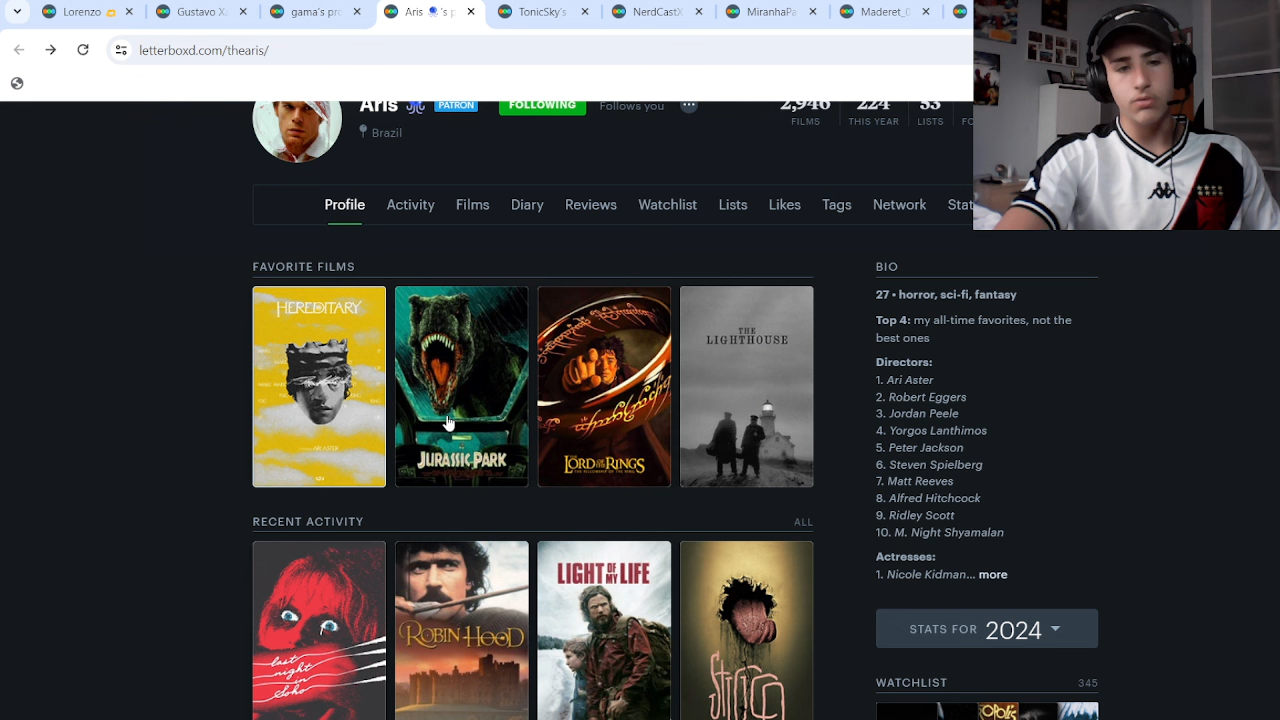 Lorenzo
Gustavo X
gama's pro
Aris 's p
TonicSky's
NerdCastX
MiranhaPa
Maderet_0
letterboxd.com/thearis/
Aris PATRON FOLLOWING Follows you
2,946 224 53
FILMS THIS YEAR LISTS FO
Brazil
Profile Activity Films Diary Reviews Watchlist Lists Likes Tags Network Stat
FAVORITE FILMS
HEREDITARY
JURASSIC PARK
THE LORD OF THE RINGS
THE
LIGHTHOUSE
RECENT ACTIVITY ALL
last
night
in
Soho
ROBIN HOOD
LIGHT OF MY LIFE
BIO
27 • horror, sci-fi, fantasy
Top 4: my all-time favorites, not the
best ones
Directors:
1. Ari Aster
2. Robert Eggers
3. Jordan Peele
4. Yorgos Lanthimos
5. Peter Jackson
6. Steven Spielberg
7. Matt Reeves
8. Alfred Hitchcock
9. Ridley Scott
10. M. Night Shyamalan
Actresses:
1. Nicole Kidman... more
STATS FOR 2024
WATCHLIST 345